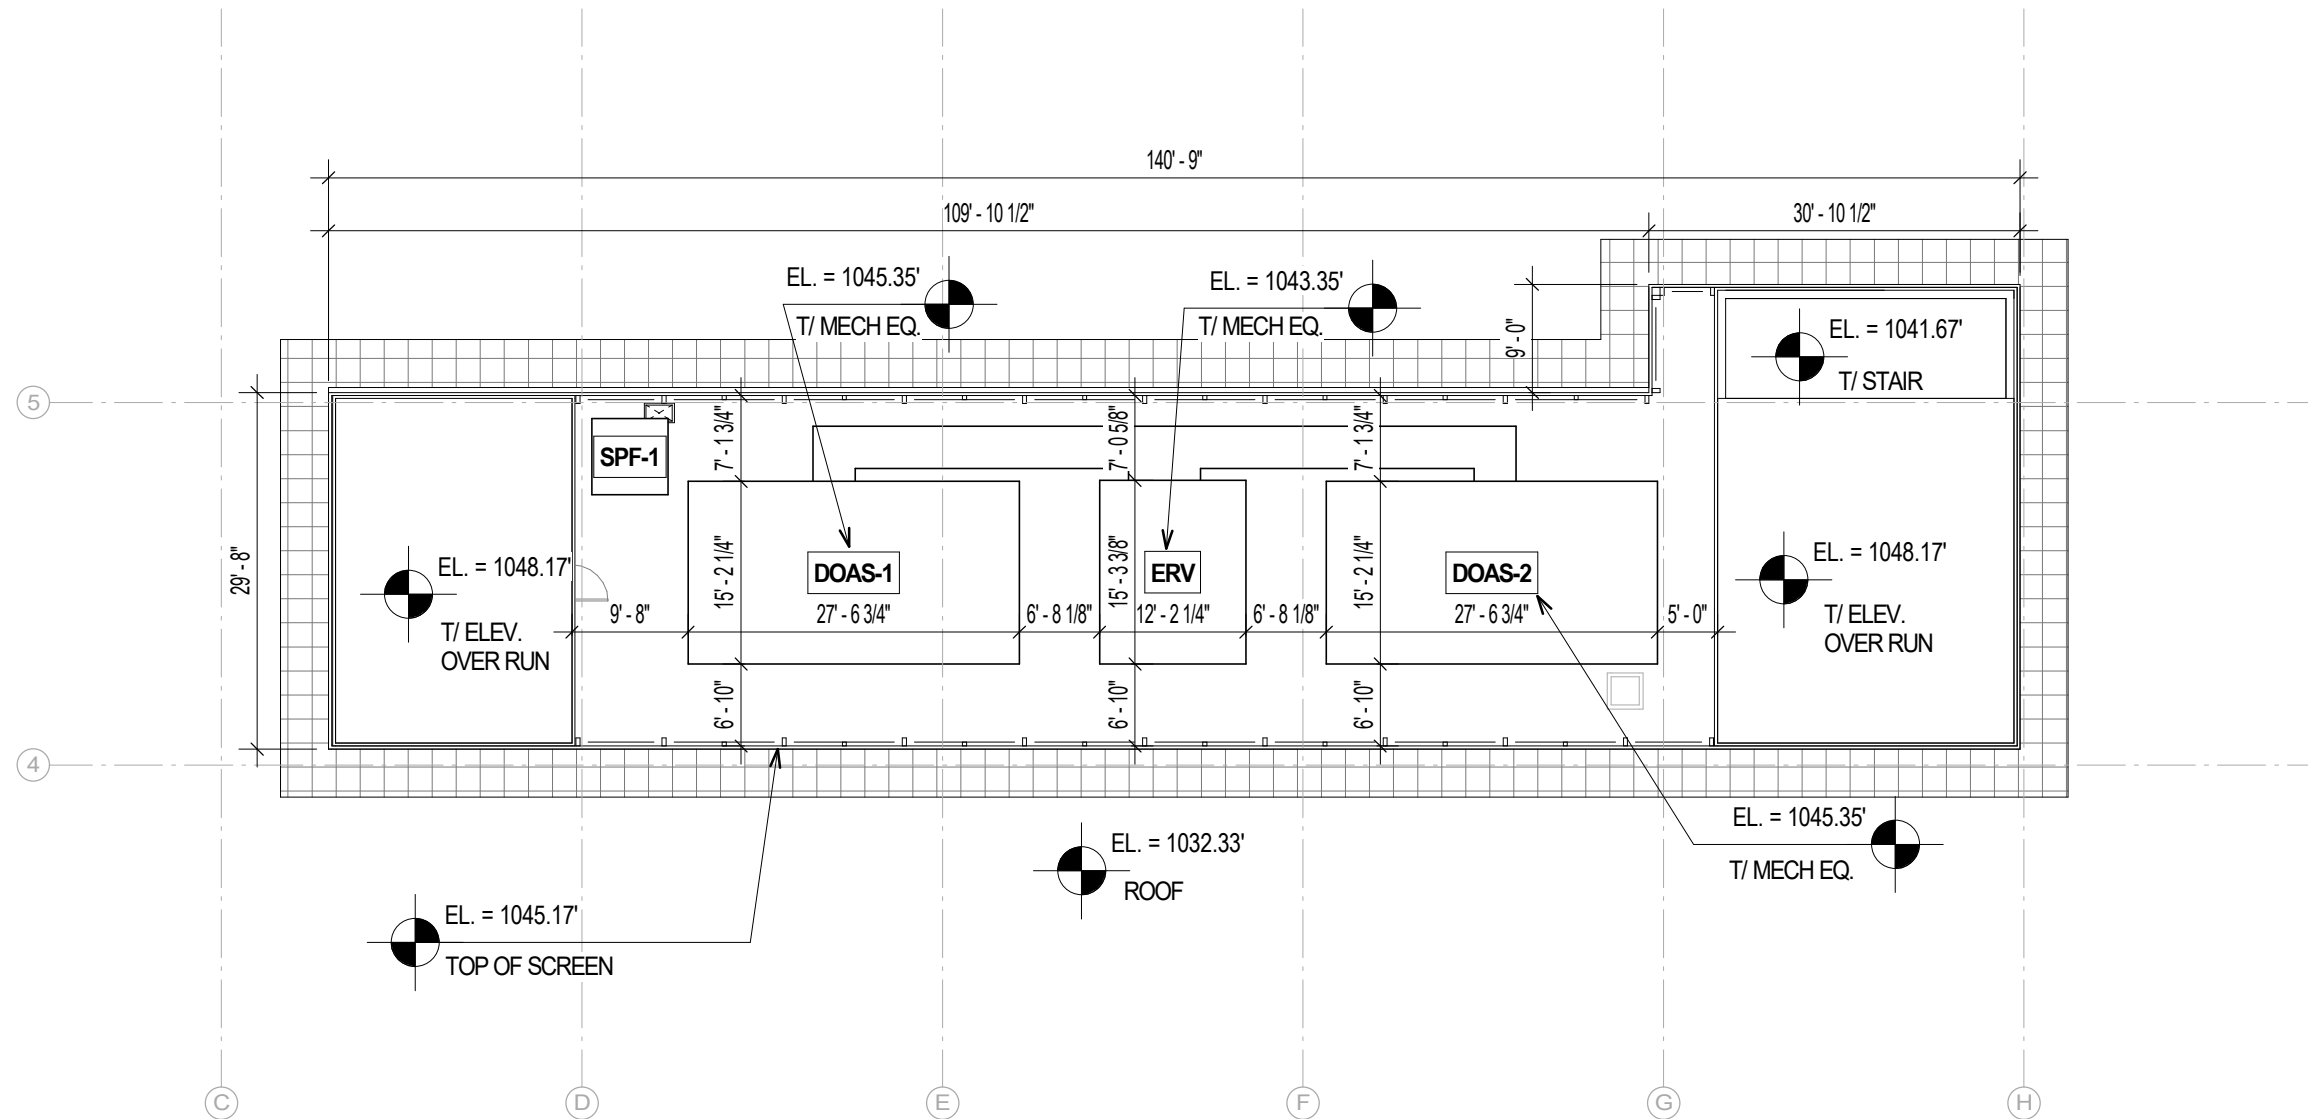 140' - 9"
109' - 10 1/2"
30' - 10 1/2"
EL. = 1045.35'
T/ MECH EQ.
EL. = 1043.35'
T/ MECH EQ.
9' - 0"
EL. = 1041.67'
T/ STAIR
5
7' - 1 3/4"
7' - 0 5/8"
7' - 1 3/4"
SPF-1
29' - 8"
EL. = 1048.17'
T/ ELEV.
OVER RUN
15' - 2 1/4"
DOAS-1
15' - 3 3/8"
ERV
15' - 2 1/4"
DOAS-2
EL. = 1048.17'
T/ ELEV.
OVER RUN
9' - 8"
27' - 6 3/4"
6' - 8 1/8"
12' - 2 1/4"
6' - 8 1/8"
27' - 6 3/4"
5' - 0"
6' - 10"
6' - 10"
6' - 10"
4
EL. = 1045.35'
T/ MECH EQ.
EL. = 1032.33'
ROOF
EL. = 1045.17'
TOP OF SCREEN
C
D
E
F
G
H